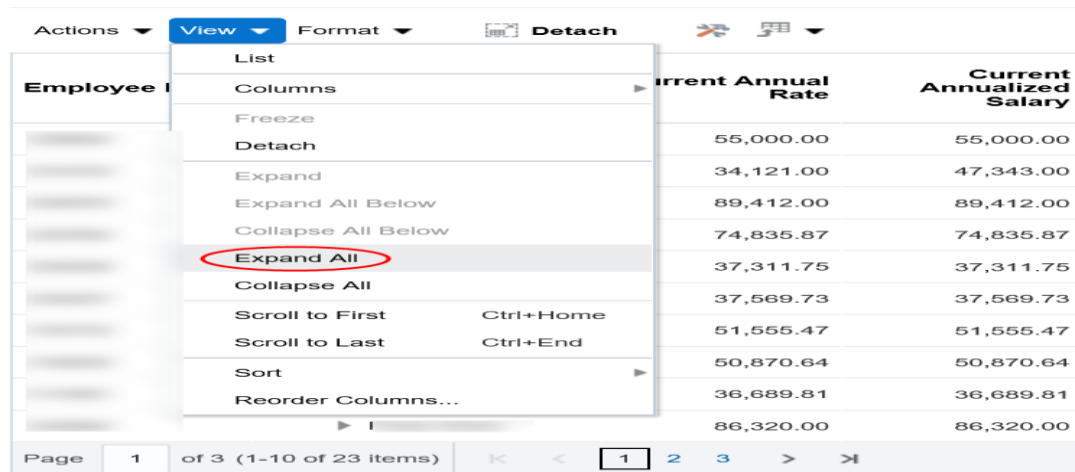 Actions View Format Detach
Employee
Current Annual
Rate
Current
Annualized
Salary
List
Columns
Freeze
Detach
Expand
Expand All Below
Collapse All Below
Expand All
Collapse All
Scroll to First Ctrl+Home
Scroll to Last Ctrl+End
Sort
Reorder Columns...
55,000.00 55,000.00
34,121.00 47,343.00
89,412.00 89,412.00
74,835.87 74,835.87
37,311.75 37,311.75
37,569.73 37,569.73
51,555.47 51,555.47
50,870.64 50,870.64
36,689.81 36,689.81
86,320.00 86,320.00
Page 1 of 3 (1-10 of 23 items) 1 2 3